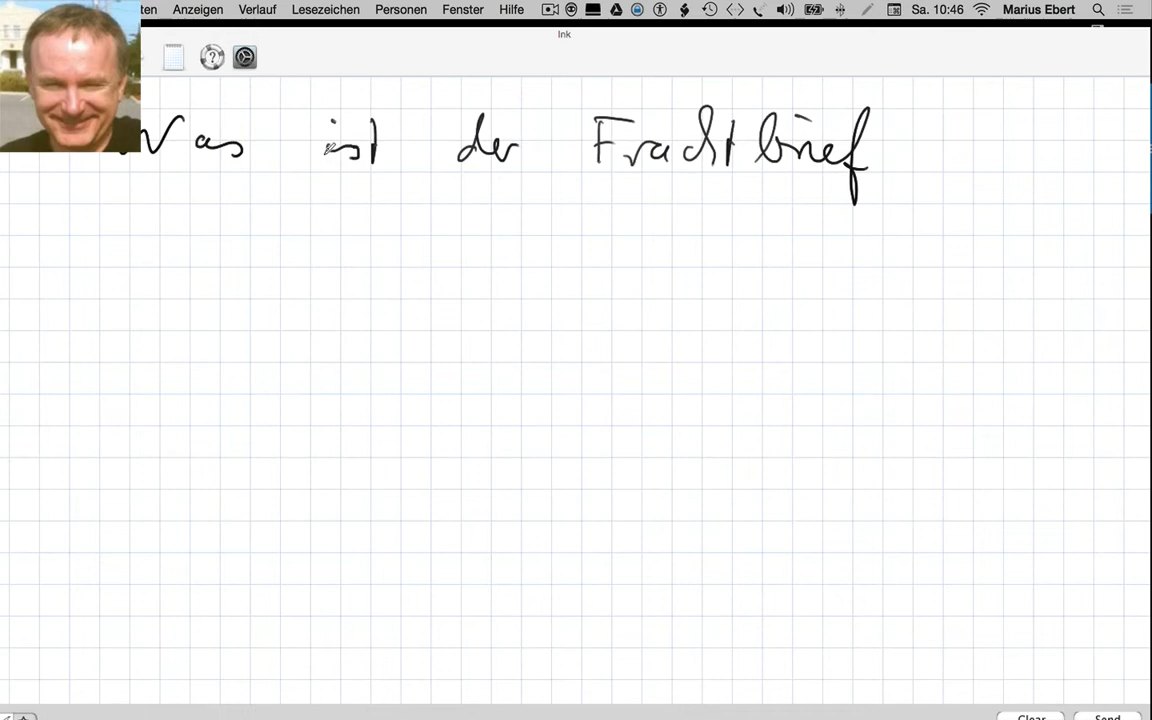 ten Anzeigen Verlauf Lesezeichen Personen Fenster Hilfe Sa. 10:46 Marius Ebert
Ink
Was ist der Frachtbrief
Clear Send